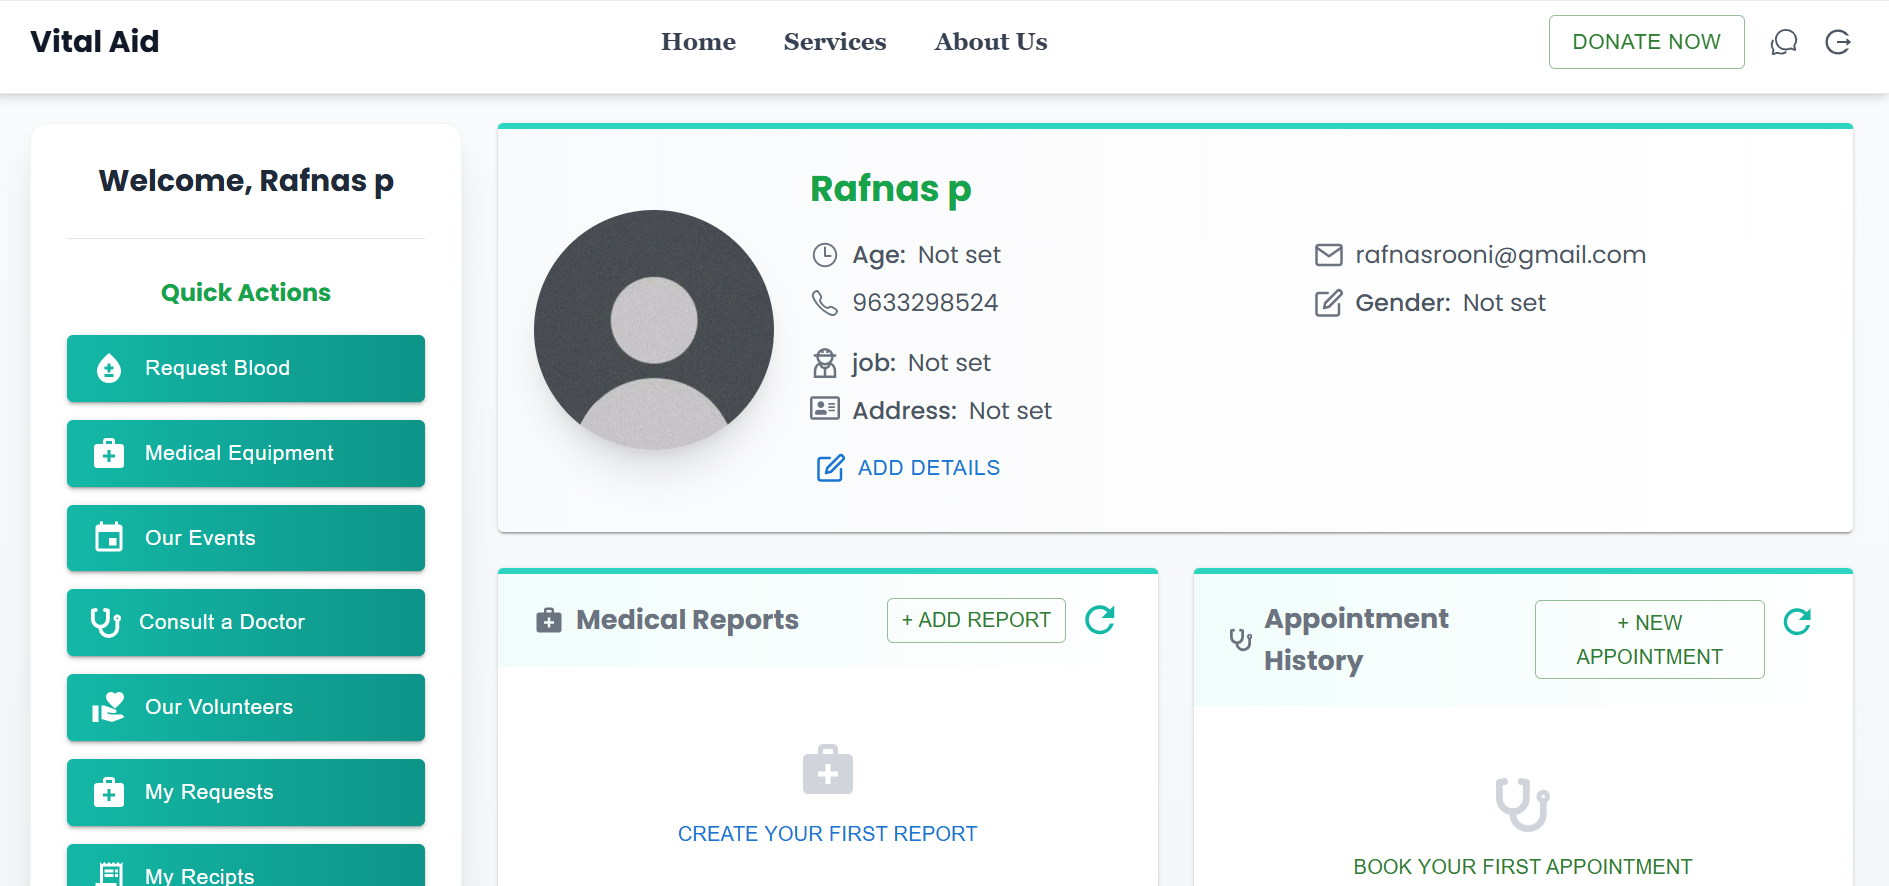 Vital Aid
Home
Services
About Us
DONATE NOW
Welcome, Rafnas p
Quick Actions
Request Blood
Medical Equipment
Our Events
Consult a Doctor
Our Volunteers
My Requests
My Recipts
Rafnas p
Age: Not set
rafnasrooni@gmail.com
9633298524
Gender: Not set
job: Not set
Address: Not set
ADD DETAILS
Medical Reports
+ ADD REPORT
CREATE YOUR FIRST REPORT
Appointment
History
+ NEW
APPOINTMENT
BOOK YOUR FIRST APPOINTMENT